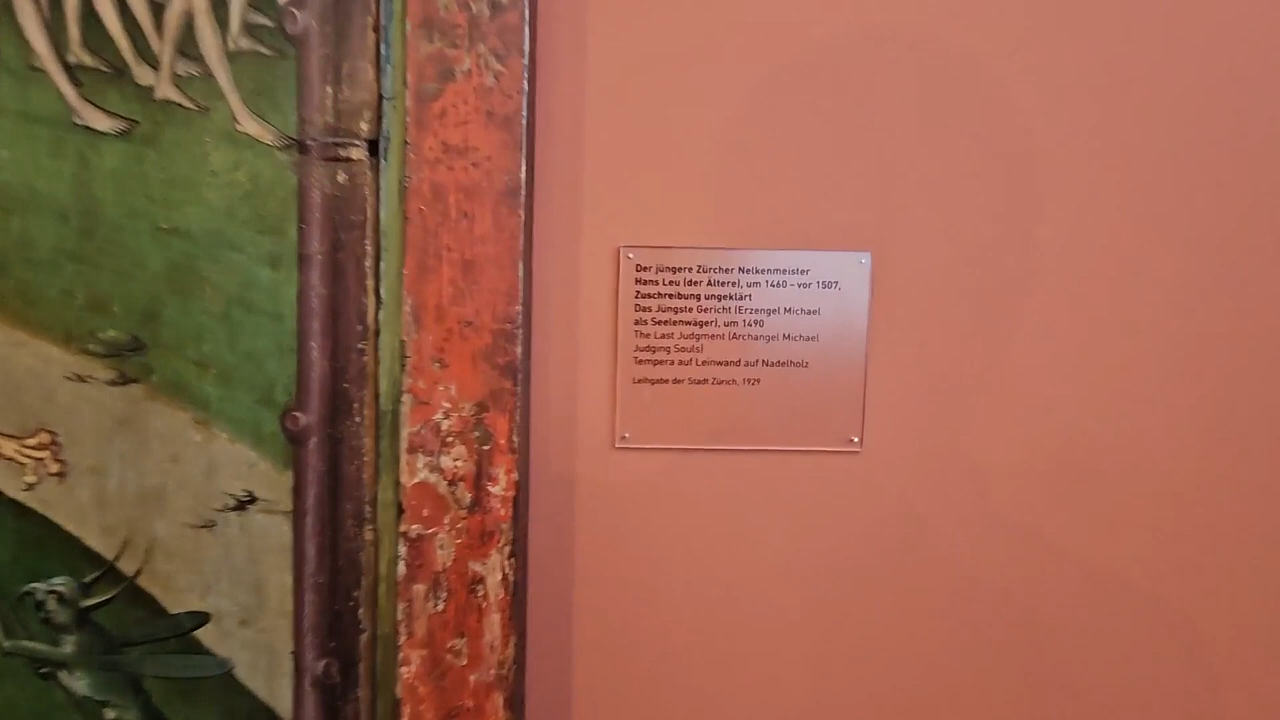 Der jüngere Zürcher Nelkenmeister
Hans Leu (der Ältere), um 1460 – vor 1507,
Zuschreibung ungeklärt
Das Jüngste Gericht (Erzengel Michael
als Seelenwäger), um 1490
The Last Judgment (Archangel Michael
Judging Souls)
Tempera auf Leinwand auf Nadelholz
Leihgabe der Stadt Zürich, 1929